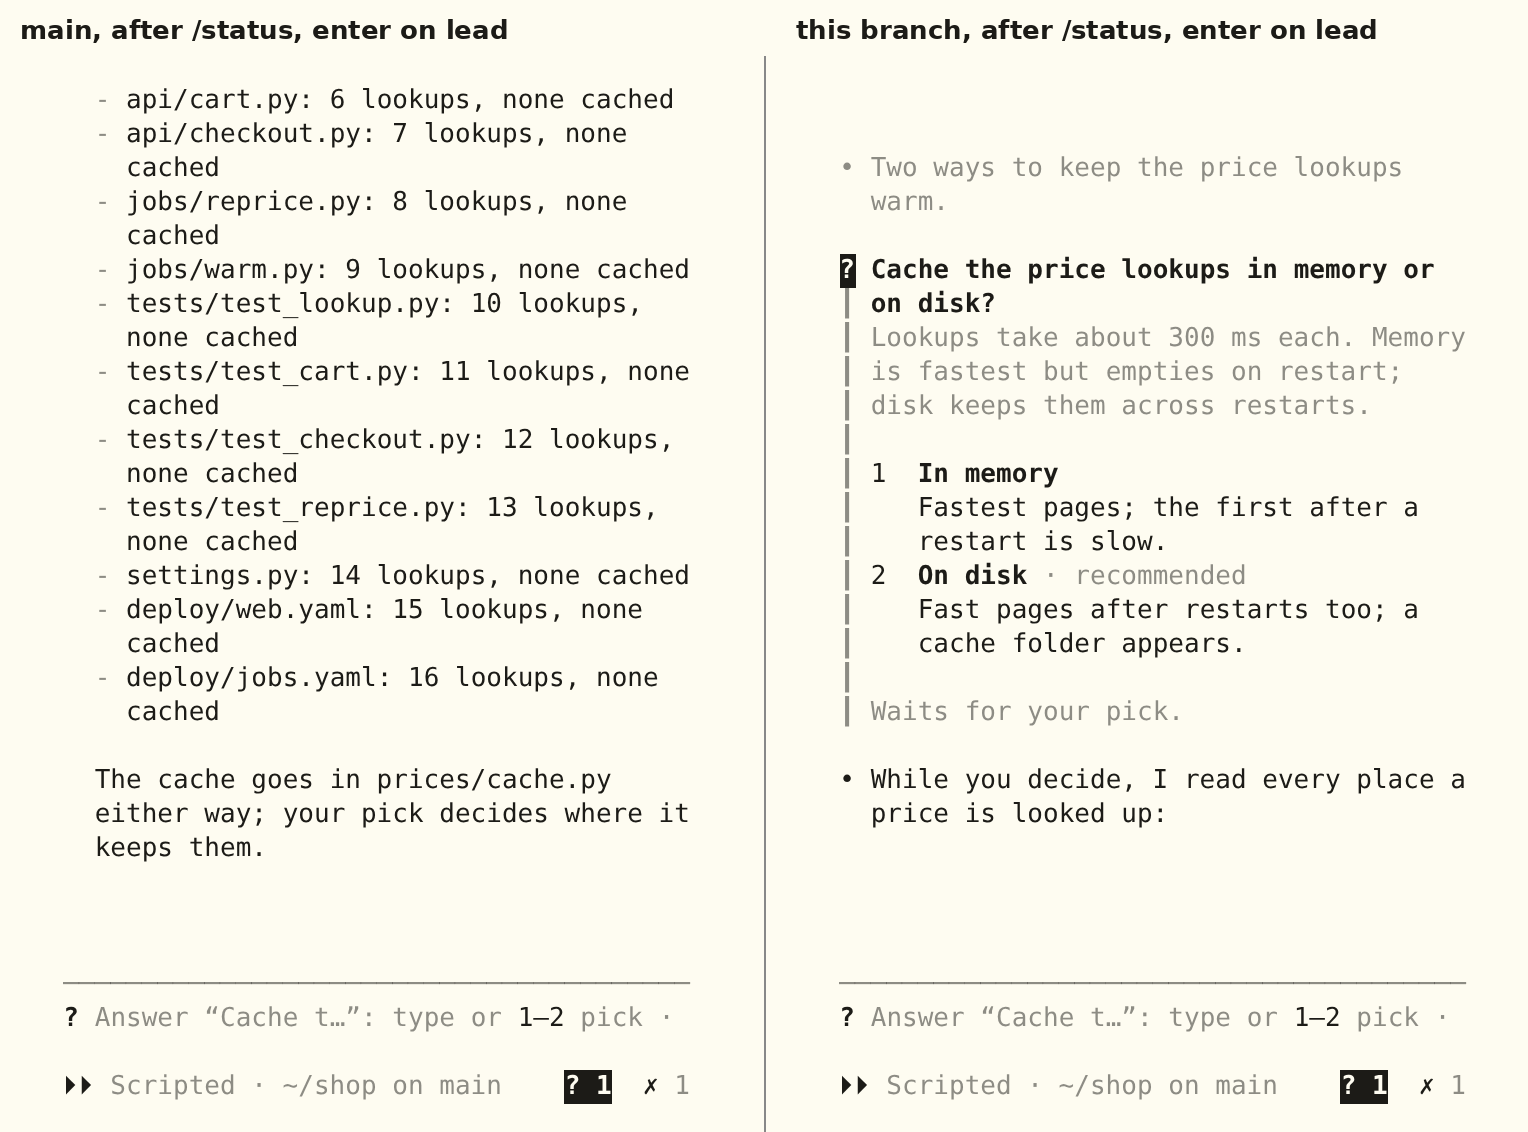 main, after /status, enter on lead
- api/cart.py: 6 lookups, none cached
- api/checkout.py: 7 lookups, none
cached
- jobs/reprice.py: 8 lookups, none
cached
- jobs/warm.py: 9 lookups, none cached
- tests/test_lookup.py: 10 lookups,
none cached
- tests/test_cart.py: 11 lookups, none
cached
- tests/test_checkout.py: 12 lookups,
none cached
- tests/test_reprice.py: 13 lookups,
none cached
- settings.py: 14 lookups, none cached
- deploy/web.yaml: 15 lookups, none
cached
- deploy/jobs.yaml: 16 lookups, none
cached
The cache goes in prices/cache.py
either way; your pick decides where it
keeps them.
? Answer “Cache t…”: type or 1–2 pick ·
⏵⏵ Scripted · ~/shop on main ? 1 ✗ 1
this branch, after /status, enter on lead
• Two ways to keep the price lookups
warm.
? Cache the price lookups in memory or
on disk?
Lookups take about 300 ms each. Memory
is fastest but empties on restart;
disk keeps them across restarts.
1 In memory
Fastest pages; the first after a
restart is slow.
2 On disk · recommended
Fast pages after restarts too; a
cache folder appears.
Waits for your pick.
• While you decide, I read every place a
price is looked up:
? Answer “Cache t…”: type or 1–2 pick ·
⏵⏵ Scripted · ~/shop on main ? 1 ✗ 1